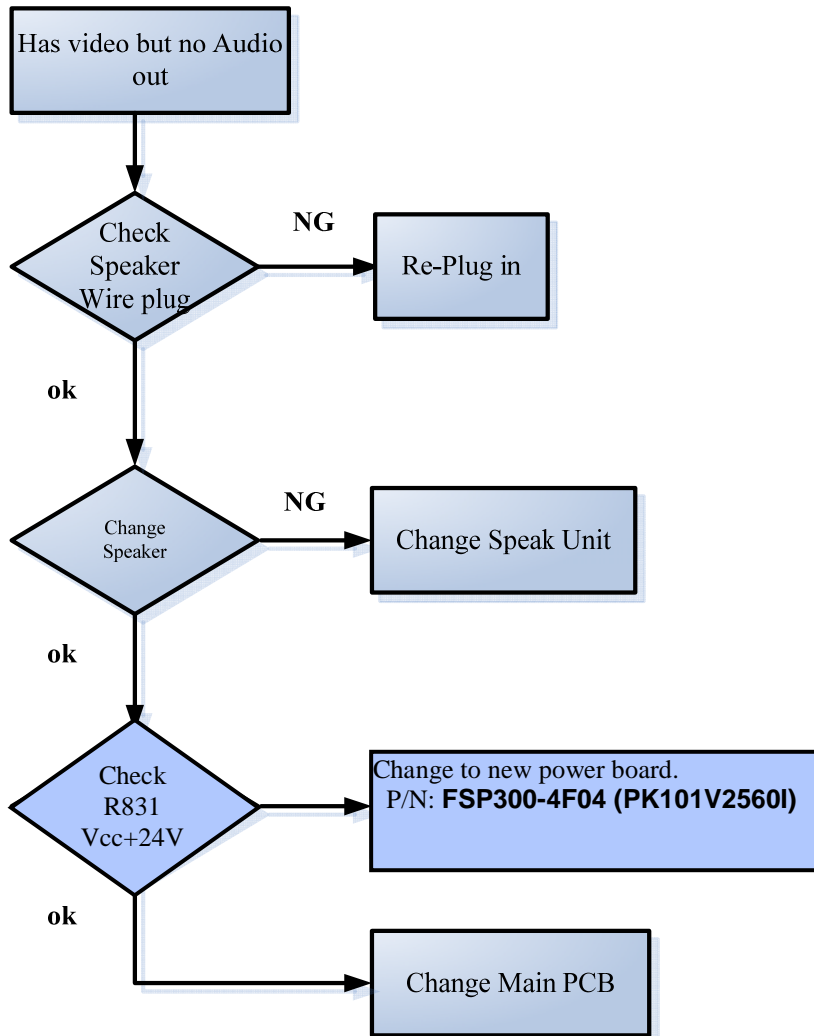 Has video but no Audio
out
Check
Speaker
Wire plug
NG
Re-Plug in
ok
Change
Speaker
NG
Change Speak Unit
ok
Check
R831
Vcc+24V
Change to new power board.
P/N: FSP300-4F04 (PK101V2560I)
ok
Change Main PCB